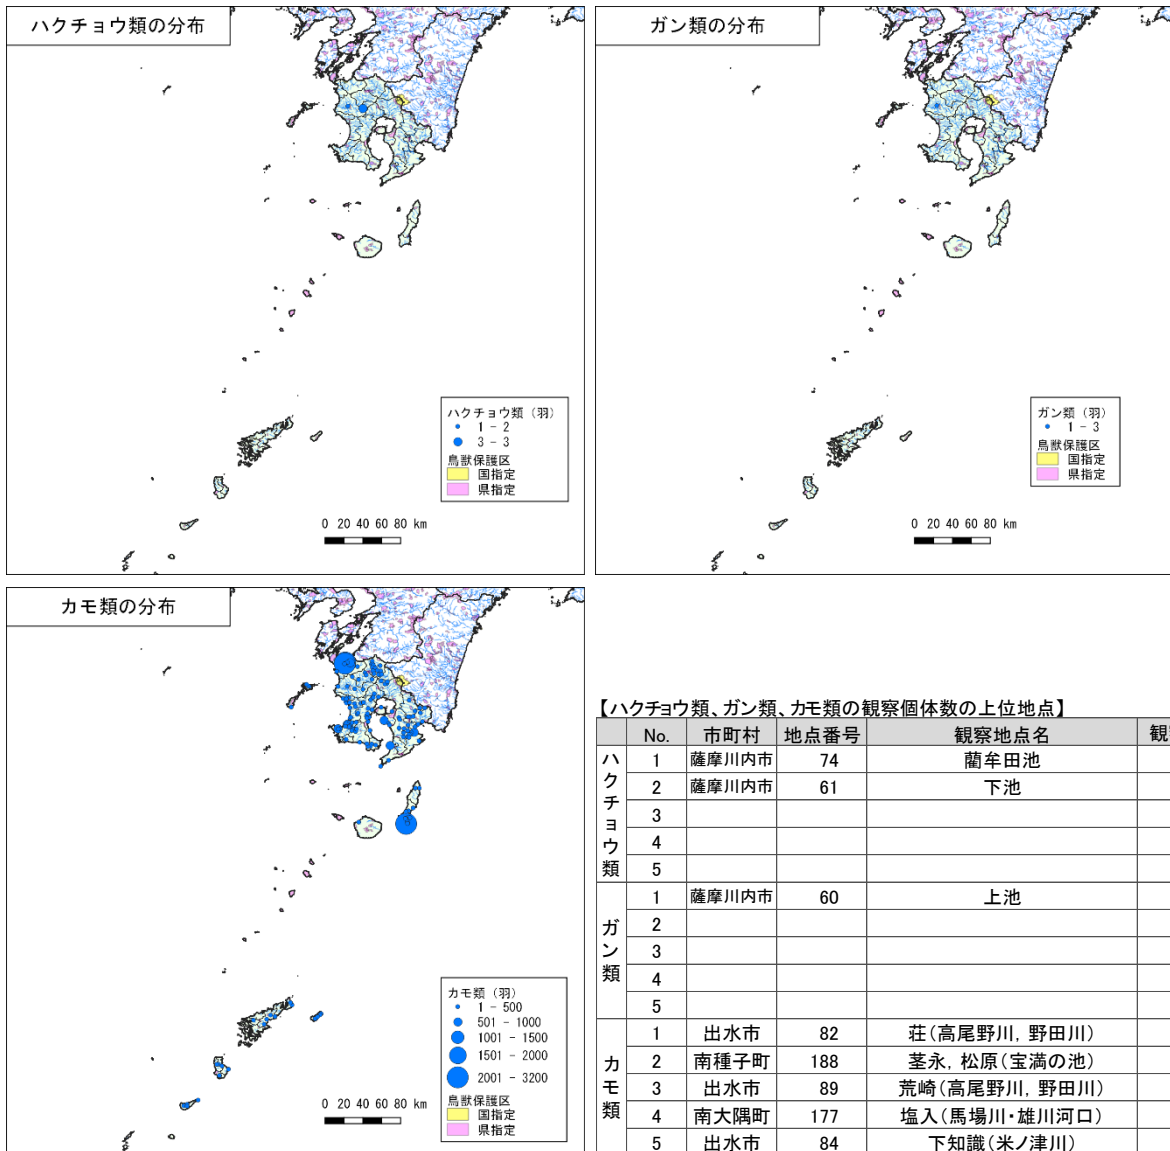 ハクチョウ類の分布
ハクチョウ類（羽）
1 - 2
3 - 3
鳥獣保護区
国指定
県指定
0 20 40 60 80 km
ガン類の分布
ガン類（羽）
1 - 3
鳥獣保護区
国指定
県指定
0 20 40 60 80 km
カモ類の分布
カモ類（羽）
1 - 500
501 - 1000
1001 - 1500
1501 - 2000
2001 - 3200
鳥獣保護区
国指定
県指定
0 20 40 60 80 km
【ハクチョウ類、ガン類、カモ類の観察個体数の上位地点】
No. 市町村 地点番号 観察地点名
ハクチョウ類
1 薩摩川内市 74 藺牟田池
2 薩摩川内市 61 下池
3
4
5
ガン類
1 薩摩川内市 60 上池
2
3
4
5
カモ類
1 出水市 82 荘（高尾野川，野田川）
2 南種子町 188 茎永，松原（宝満の池）
3 出水市 89 荒崎（高尾野川，野田川）
4 南大隅町 177 塩入（馬場川・雄川河口）
5 出水市 84 下知識（米ノ津川）